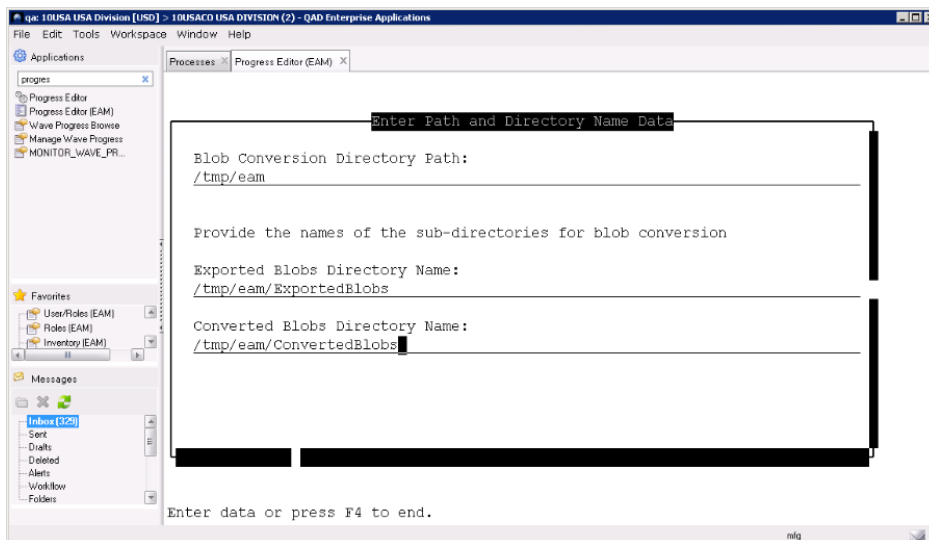 qa: 10USA USA Division [USD] > 10USACO USA DIVISION (2) - QAD Enterprise Applications
File Edit Tools Workspace Window Help
Applications
progres
Progress Editor
Progress Editor (EAM)
Wave Progress Browse
Manage Wave Progress
MONITOR_WAVE_PR...
Favorites
User/Roles (EAM)
Roles (EAM)
Inventory (EAM)
Messages
Inbox (329)
Sent
Drafts
Deleted
Alerts
Workflow
Folders
Processes Progress Editor (EAM)
Enter Path and Directory Name Data
Blob Conversion Directory Path:
/tmp/eam
Provide the names of the sub-directories for blob conversion
Exported Blobs Directory Name:
/tmp/eam/ExportedBlobs
Converted Blobs Directory Name:
/tmp/eam/ConvertedBlobs
Enter data or press F4 to end.
mfg